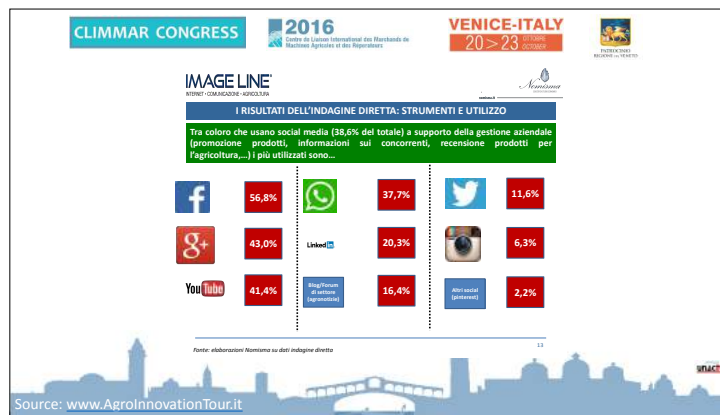 CLIMMAR CONGRESS
2016
Centre de Liaison International des Marchands de
Machines Agricoles et des Réparateurs
VENICE-ITALY
20>23 OTTOBRE
OCTOBER
PATROCINIO
REGIONE DEL VENETO
IMAGE LINE®
INTERNET • COMUNICAZIONE • AGRICOLTURA
Nomisma
I RISULTATI DELL'INDAGINE DIRETTA: STRUMENTI E UTILIZZO
Tra coloro che usano social media (38,6% del totale) a supporto della gestione aziendale
(promozione prodotti, informazioni sui concorrenti, recensione prodotti per
l'agricoltura,...) i più utilizzati sono...
f 56,8% 37,7% 11,6%
g+ 43,0% Linked in 20,3% 6,3%
YouTube 41,4% Blog/Forum
di settore
(agronotizie) 16,4% Altri social
(pinterest) 2,2%
Fonte: elaborazioni Nomisma su dati indagine diretta
13
Source: www.AgroInnovationTour.it